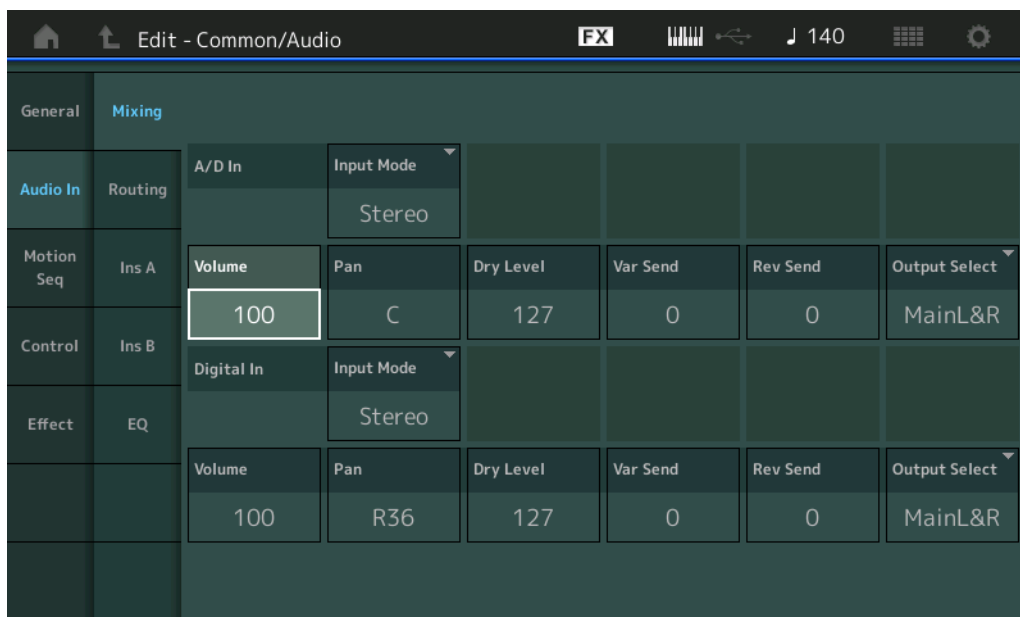 Edit - Common/Audio FX 140
General Mixing
A/D In Input Mode
Audio In Routing
Stereo
Motion Seq Ins A Volume Pan Dry Level Var Send Rev Send Output Select
100 C 127 0 0 MainL&R
Control Ins B Digital In Input Mode
Stereo
Effect EQ
Volume Pan Dry Level Var Send Rev Send Output Select
100 R36 127 0 0 MainL&R